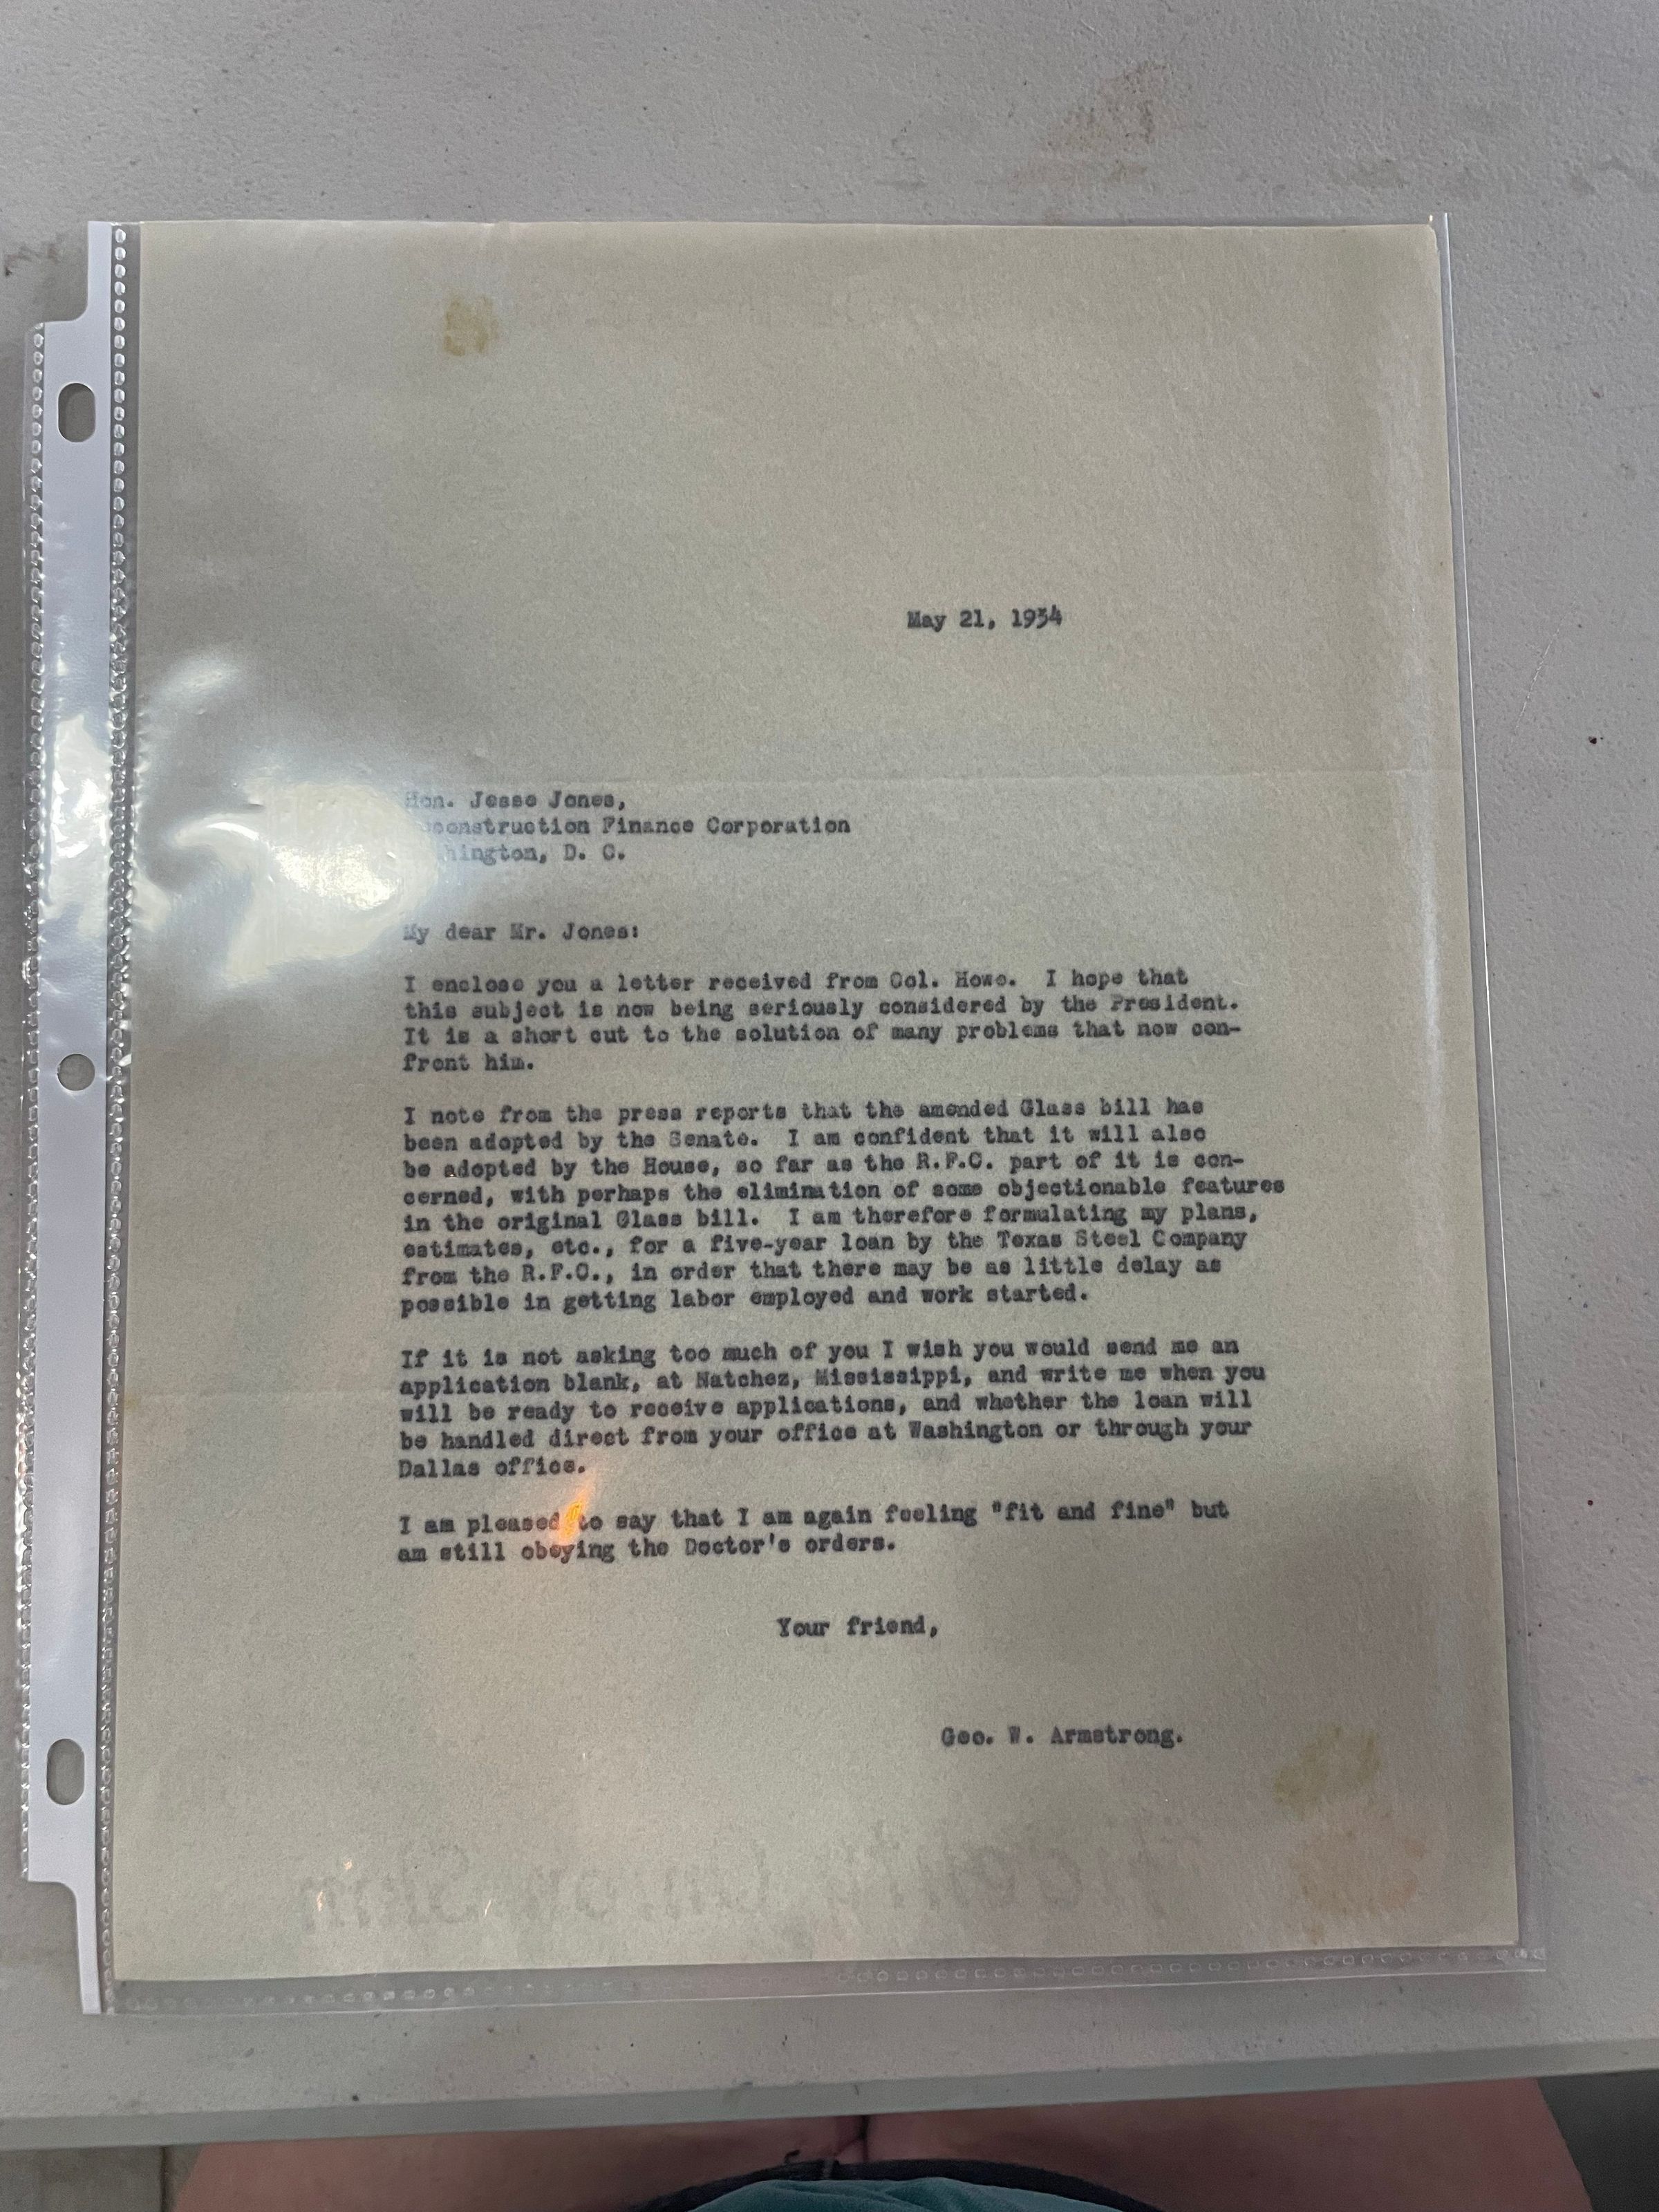 May 21, 1934
Hon. Jesse Jones,
construction Finance Corporation
hington, D. C.
My dear Mr. Jones:
I enclose you a letter received from Col. Howe. I hope that
this subject is now being seriously considered by the President.
It is a short cut to the solution of many problems that now con-
front him.
I note from the press reports that the amended Glass bill has
been adopted by the Senate. I am confident that it will also
be adopted by the House, so far as the R.F.C. part of it is con-
cerned, with perhaps the elimination of some objectionable features
in the original Glass bill. I am therefore formulating my plans,
estimates, etc., for a five-year loan by the Texas Steel Company
from the R.F.C., in order that there may be as little delay as
possible in getting labor employed and work started.
If it is not asking too much of you I wish you would send me an
application blank, at Natchez, Mississippi, and write me when you
will be ready to receive applications, and whether the loan will
be handled direct from your office at Washington or through your
Dallas office.
I am pleased to say that I am again feeling "fit and fine" but
am still obeying the Doctor's orders.
Your friend,
Geo. W. Armstrong.